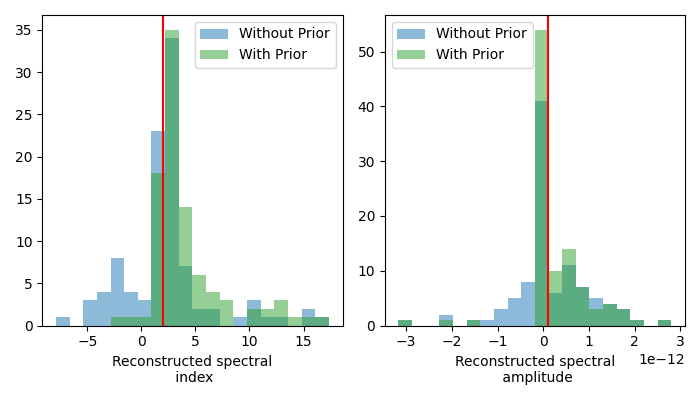 Without Prior
With Prior
35
30
25
20
15
10
5
0
−5
0
5
10
15
Reconstructed spectral
index
Without Prior
With Prior
50
40
30
20
10
0
−3
−2
−1
0
1
2
3
1e−12
Reconstructed spectral
amplitude